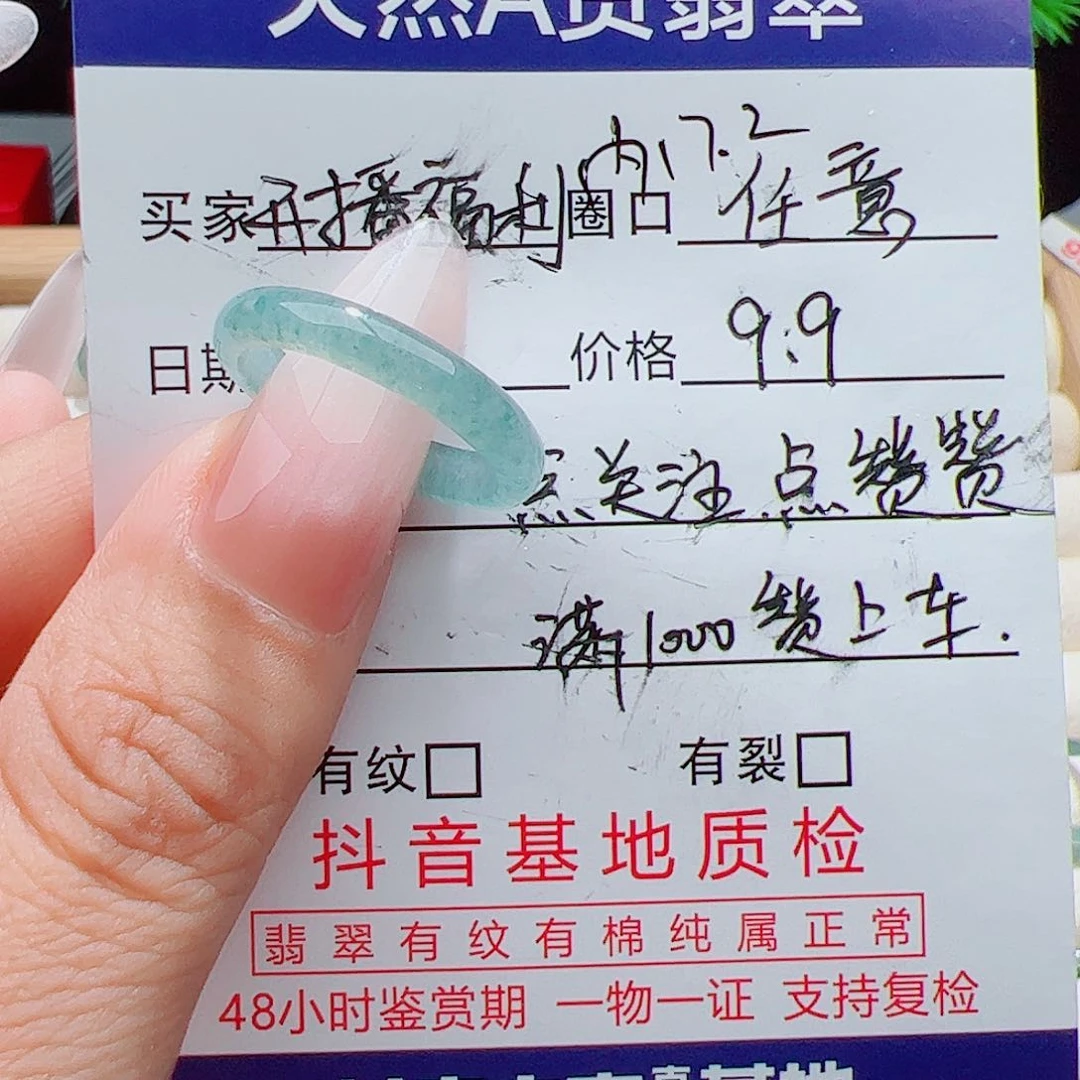 天然A货翡翠
内17.2
买家 开播福利 圈口 任意
日期 价格 9.9
点关注 点赞赞
满1000赞上车.
有纹□ 有裂□
抖音基地质检
翡翠有纹有棉纯属正常
48小时鉴赏期 一物一证 支持复检